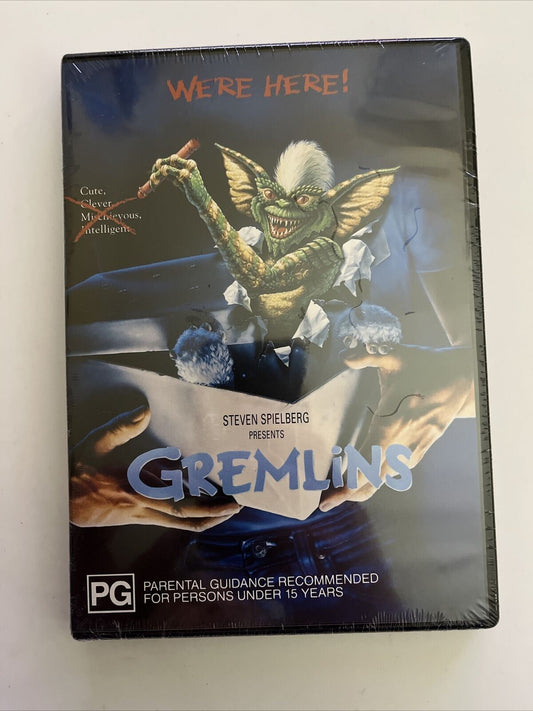 WE'RE HERE!
Cute,
Clever
Mischievous,
Intelligent
STEVEN SPIELBERG
PRESENTS
GREMLiNS
PG
PARENTAL GUIDANCE RECOMMENDED
FOR PERSONS UNDER 15 YEARS